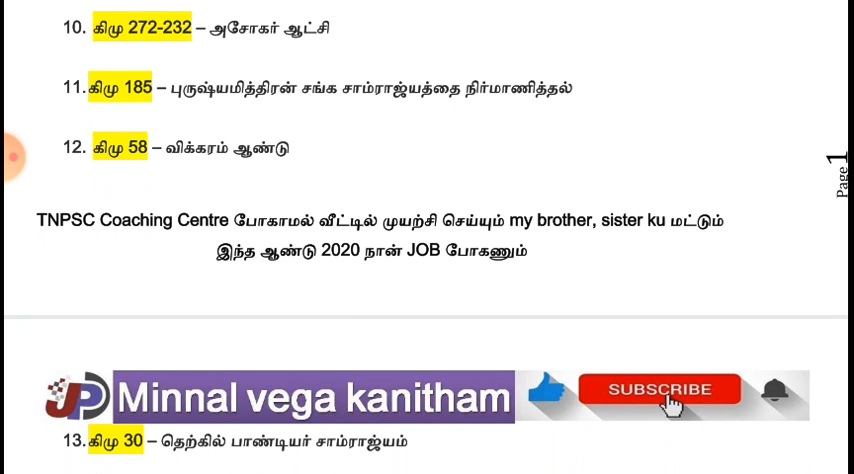 10. கிமு 272-232 – அசோகர் ஆட்சி
11. கிமு 185 – புருஷ்யமித்திரன் சங்க சாம்ராஜ்யத்தை நிர்மாணித்தல்
12. கிமு 58 – விக்கரம் ஆண்டு
Page 1
TNPSC Coaching Centre போகாமல் வீட்டில் முயற்சி செய்யும் my brother, sister ku மட்டும்
இந்த ஆண்டு 2020 நான் JOB போகணும்
JP Minnal vega kanitham SUBSCRIBE
13. கிமு 30 – தெற்கில் பாண்டியர் சாம்ராஜ்யம்